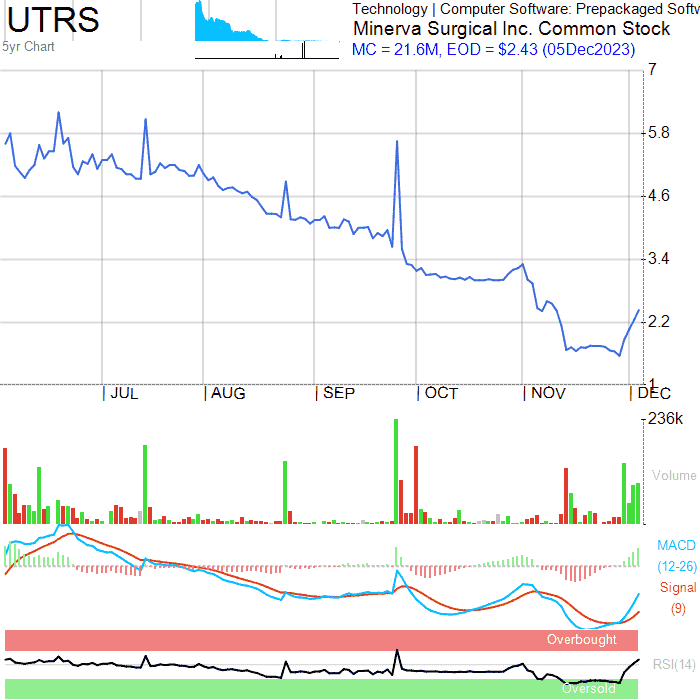 UTRS
5yr Chart
Technology | Computer Software: Prepackaged Softw
Minerva Surgical Inc. Common Stock
MC = 21.6M, EOD = $2.43 (05Dec2023)
7
5.8
4.6
3.4
2.2
1
| JUL | AUG | SEP | OCT | NOV | DEC
236k
Volume
MACD
(12-26)
Signal
(9)
Overbought
RSI(14)
Oversold